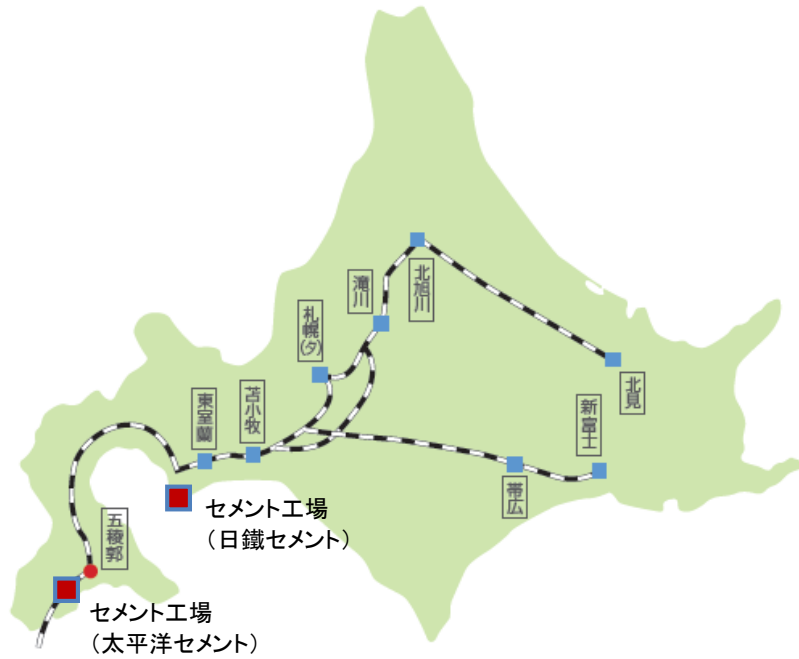 北旭川
滝川
札幌(タ)
北見
新富士
苫小牧
東室蘭
帯広
セメント工場
（日鐵セメント）
五稜郭
セメント工場
（太平洋セメント）